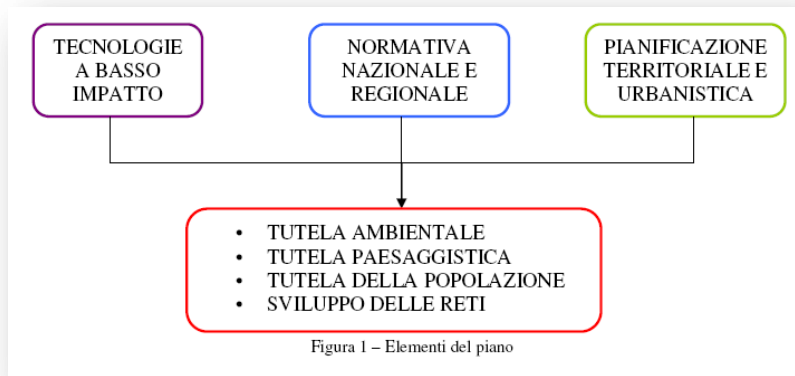 TECNOLOGIE
A BASSO
IMPATTO
NORMATIVA
NAZIONALE E
REGIONALE
PIANIFICAZIONE
TERRITORIALE E
URBANISTICA
• TUTELA AMBIENTALE
• TUTELA PAESAGGISTICA
• TUTELA DELLA POPOLAZIONE
• SVILUPPO DELLE RETI
Figura 1 – Elementi del piano